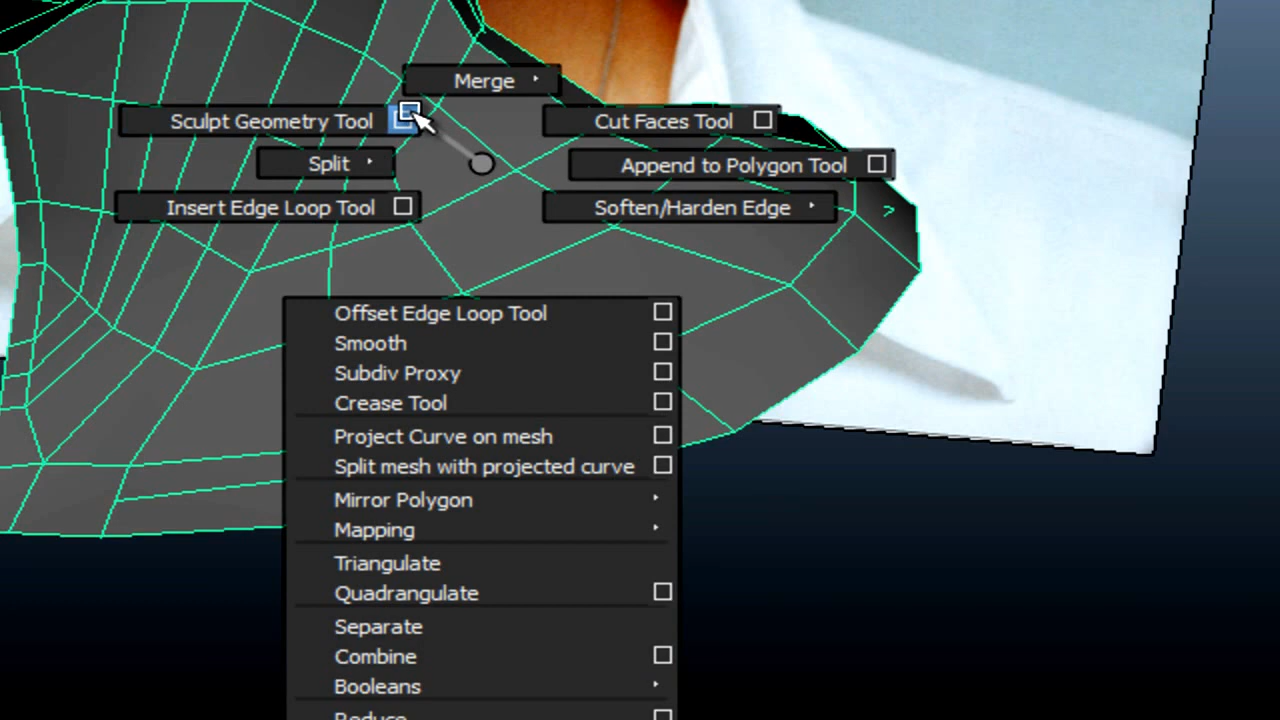 Merge
Sculpt Geometry Tool
Cut Faces Tool
Split
Append to Polygon Tool
Insert Edge Loop Tool
Soften/Harden Edge
?
Offset Edge Loop Tool
Smooth
Subdiv Proxy
Crease Tool
Project Curve on mesh
Split mesh with projected curve
Mirror Polygon
Mapping
Triangulate
Quadrangulate
Separate
Combine
Booleans
Reduce